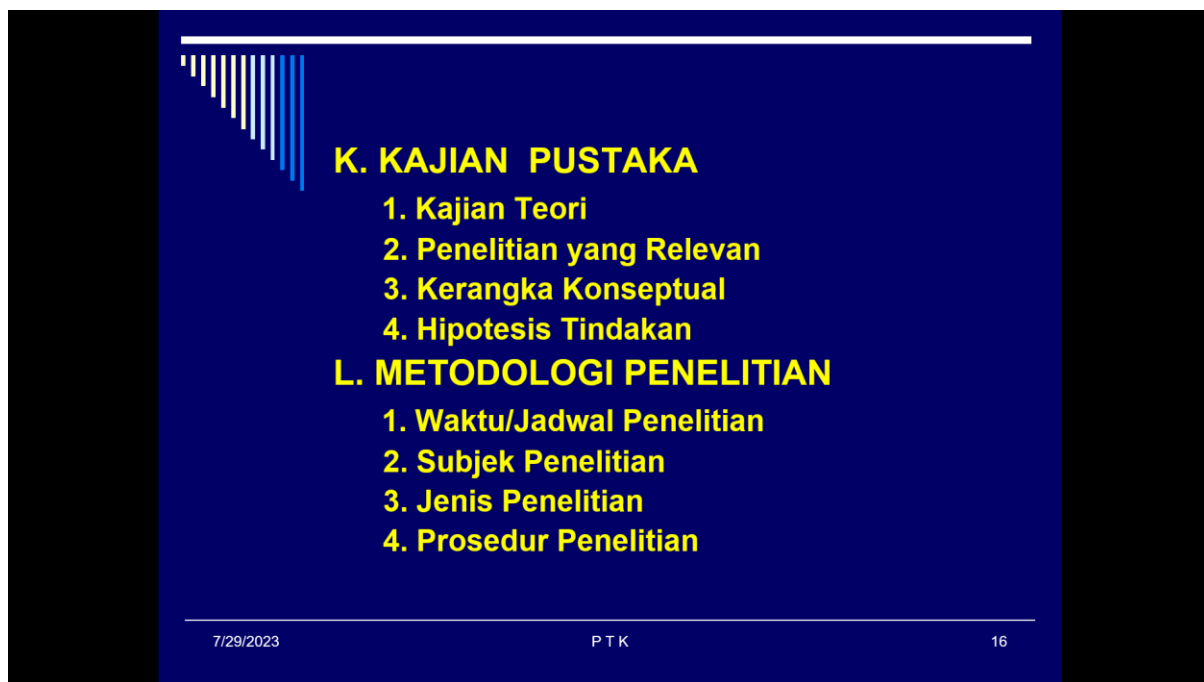 K. KAJIAN PUSTAKA
1. Kajian Teori
2. Penelitian yang Relevan
3. Kerangka Konseptual
4. Hipotesis Tindakan
L. METODOLOGI PENELITIAN
1. Waktu/Jadwal Penelitian
2. Subjek Penelitian
3. Jenis Penelitian
4. Prosedur Penelitian
7/29/2023 P T K 16